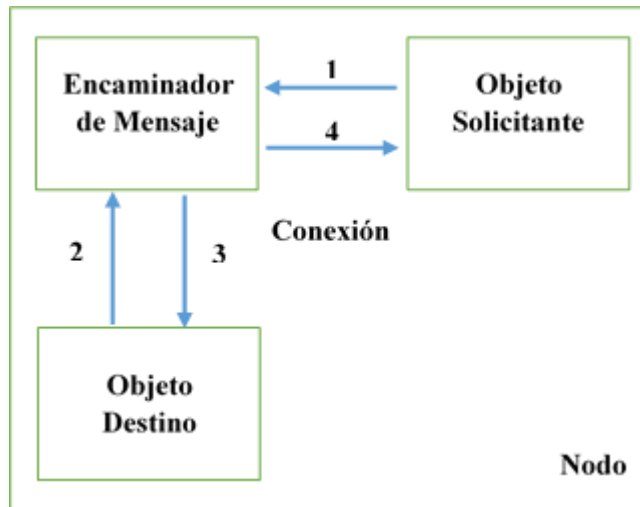 Encaminador
de Mensaje
1
4
Objeto
Solicitante
2
3
Conexión
Objeto
Destino
Nodo